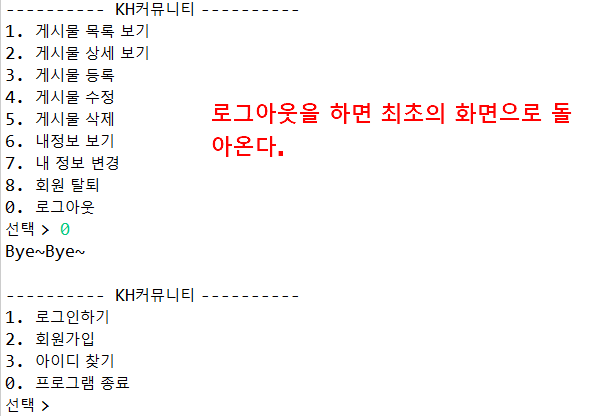 ---------- KH커뮤니티 ----------
1. 게시물 목록 보기
2. 게시물 상세 보기
3. 게시물 등록
4. 게시물 수정
5. 게시물 삭제
6. 내정보 보기
7. 내 정보 변경
8. 회원 탈퇴
0. 로그아웃
선택 > 0
Bye~Bye~
로그아웃을 하면 최초의 화면으로 돌
아온다.
---------- KH커뮤니티 ----------
1. 로그인하기
2. 회원가입
3. 아이디 찾기
0. 프로그램 종료
선택 >